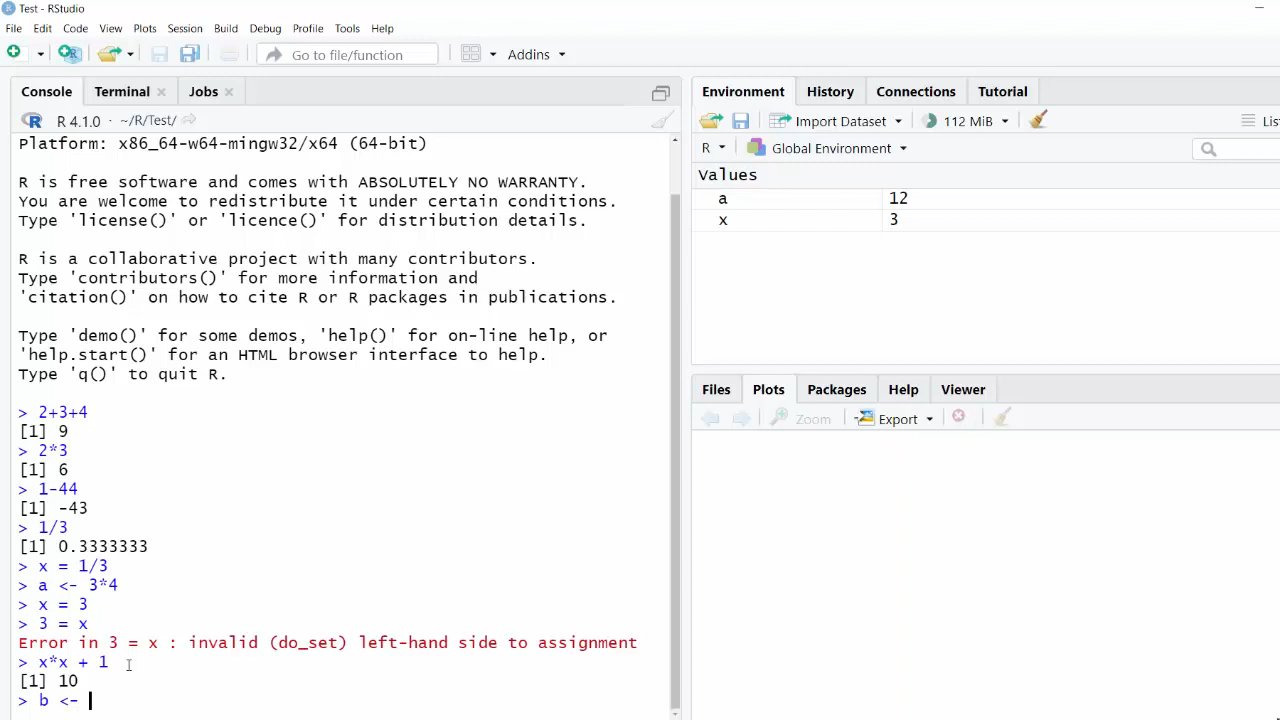 Test - RStudio
File Edit Code View Plots Session Build Debug Profile Tools Help
Go to file/function Addins
Console Terminal Jobs
R 4.1.0 · ~/R/Test/
Platform: x86_64-w64-mingw32/x64 (64-bit)
R is free software and comes with ABSOLUTELY NO WARRANTY.
You are welcome to redistribute it under certain conditions.
Type 'license()' or 'licence()' for distribution details.
R is a collaborative project with many contributors.
Type 'contributors()' for more information and
'citation()' on how to cite R or R packages in publications.
Type 'demo()' for some demos, 'help()' for on-line help, or
'help.start()' for an HTML browser interface to help.
Type 'q()' to quit R.
> 2+3+4
[1] 9
> 2*3
[1] 6
> 1-44
[1] -43
> 1/3
[1] 0.3333333
> x = 1/3
> a <- 3*4
> x = 3
> 3 = x
Error in 3 = x : invalid (do_set) left-hand side to assignment
> x*x + 1
[1] 10
> b <-
Environment History Connections Tutorial
Import Dataset 112 MiB Lis
R Global Environment
Values
a 12
x 3
Files Plots Packages Help Viewer
Zoom Export